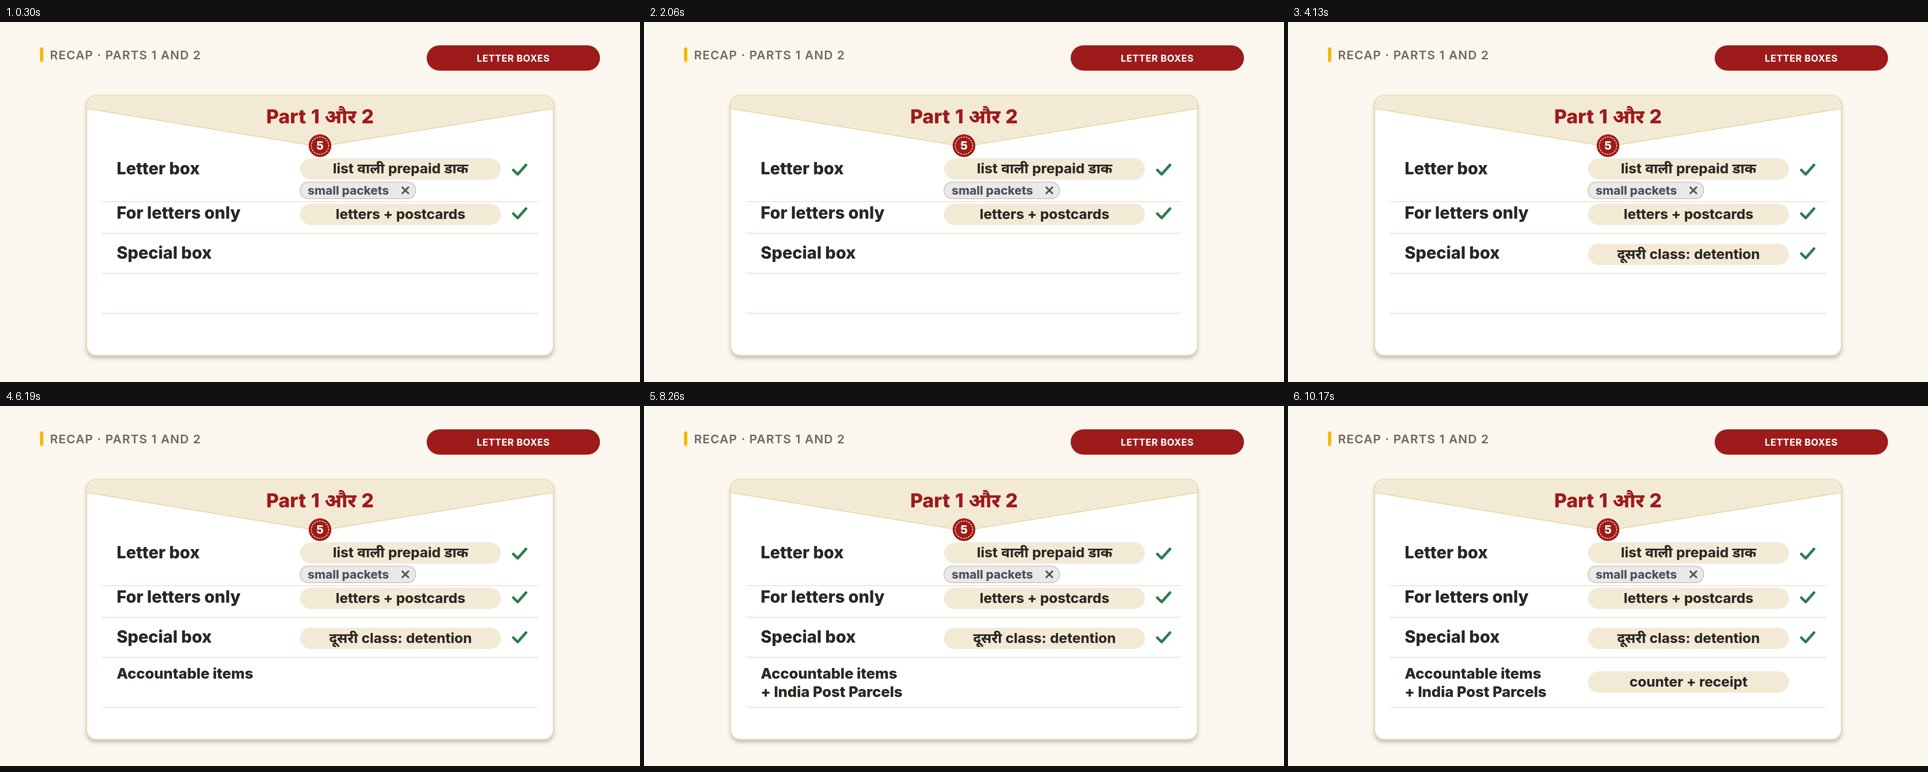 1. 0.30s
RECAP · PARTS 1 AND 2
LETTER BOXES
Part 1 और 2
5
Letter box
list वाली prepaid डाक
small packets ✕
For letters only
letters + postcards
Special box
2. 2.06s
RECAP · PARTS 1 AND 2
LETTER BOXES
Part 1 और 2
5
Letter box
list वाली prepaid डाक
small packets ✕
For letters only
letters + postcards
Special box
3. 4.13s
RECAP · PARTS 1 AND 2
LETTER BOXES
Part 1 और 2
5
Letter box
list वाली prepaid डाक
small packets ✕
For letters only
letters + postcards
Special box
दूसरी class: detention
4. 6.19s
RECAP · PARTS 1 AND 2
LETTER BOXES
Part 1 और 2
5
Letter box
list वाली prepaid डाक
small packets ✕
For letters only
letters + postcards
Special box
दूसरी class: detention
Accountable items
5. 8.26s
RECAP · PARTS 1 AND 2
LETTER BOXES
Part 1 और 2
5
Letter box
list वाली prepaid डाक
small packets ✕
For letters only
letters + postcards
Special box
दूसरी class: detention
Accountable items
+ India Post Parcels
6. 10.17s
RECAP · PARTS 1 AND 2
LETTER BOXES
Part 1 और 2
5
Letter box
list वाली prepaid डाक
small packets ✕
For letters only
letters + postcards
Special box
दूसरी class: detention
Accountable items
+ India Post Parcels
counter + receipt